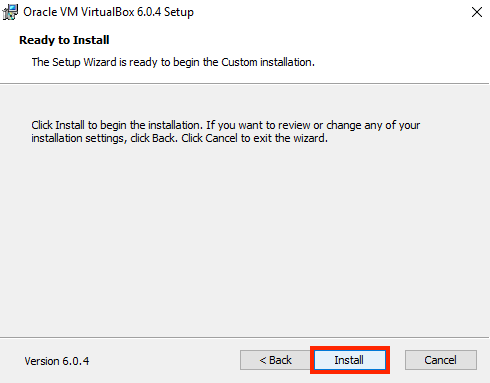 Oracle VM VirtualBox 6.0.4 Setup
Ready to Install
The Setup Wizard is ready to begin the Custom installation.
Click Install to begin the installation. If you want to review or change any of your
installation settings, click Back. Click Cancel to exit the wizard.
Version 6.0.4
< Back
Install
Cancel